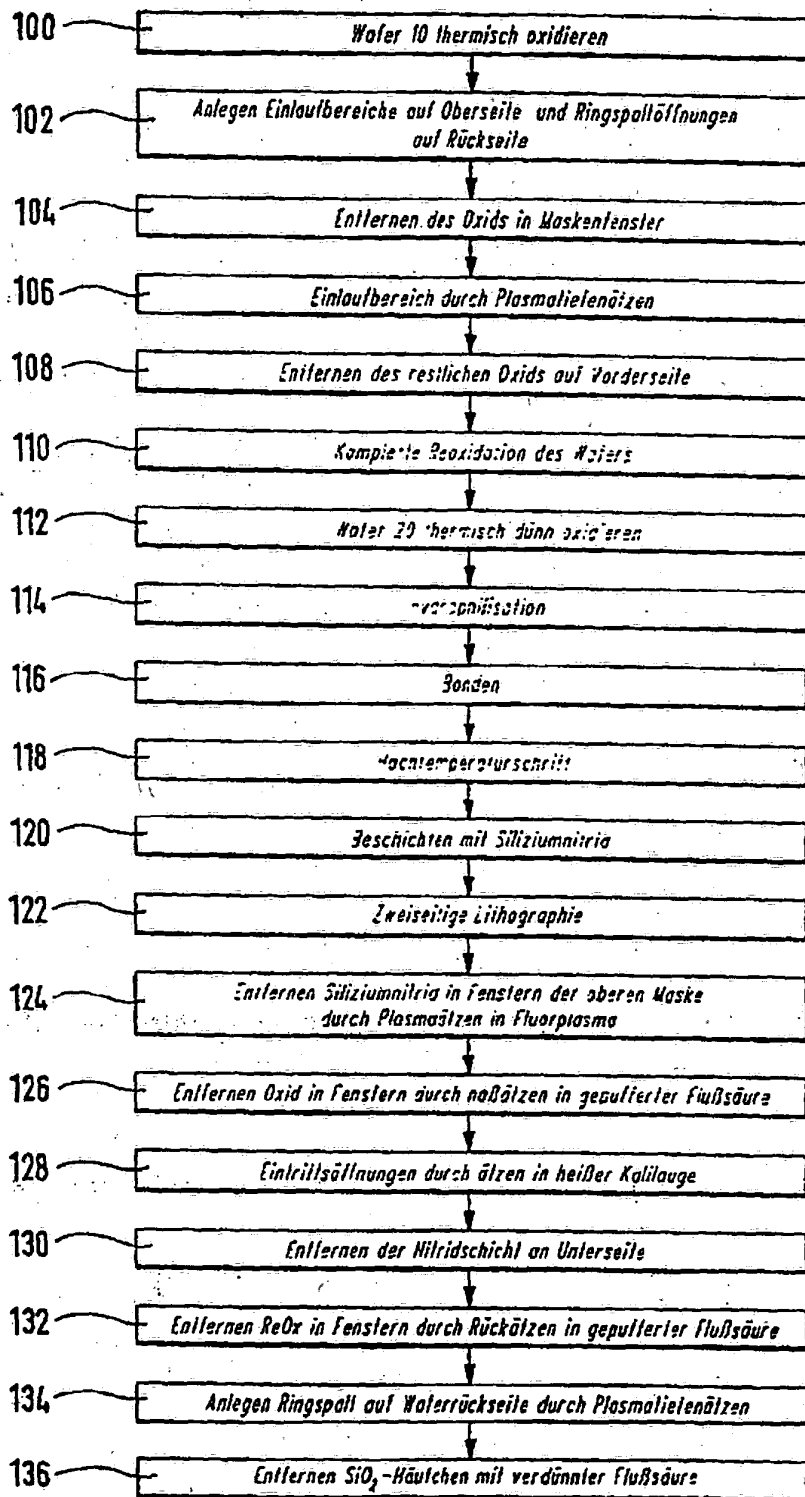 100 Wafer 10 thermisch oxidieren
102 Anlegen Einlaufbereiche auf Oberseite und Ringspaltöffnungen
auf Rückseite
104 Entfernen des Oxids in Maskenfenster
106 Einlaufbereich durch Plasmatiefenätzen
108 Entfernen des restlichen Oxids auf Vorderseite
110 Komplette Reoxidation des Wafers
112 Wafer 20 thermisch dünn oxidieren
114 Hydrophilisation
116 Bonden
118 Hochtemperaturschritt
120 Beschichten mit Siliziumnitrid
122 Zweiseitige Lithographie
124 Entfernen Siliziumnitrid in Fenstern der oberen Maske
durch Plasmaätzen in Fluorplasma
126 Entfernen Oxid in Fenstern durch naßätzen in gepufferter Flußsäure
128 Eintrittsöffnungen durch ätzen in heißer Kalilauge
130 Entfernen der Nitridschicht an Unterseite
132 Entfernen ReOx in Fenstern durch Rückätzen in gepufferter Flußsäure
134 Anlegen Ringspalt auf Waferrückseite durch Plasmatiefenätzen
136 Entfernen SiO₂-Häutchen mit verdünnter Flußsäure